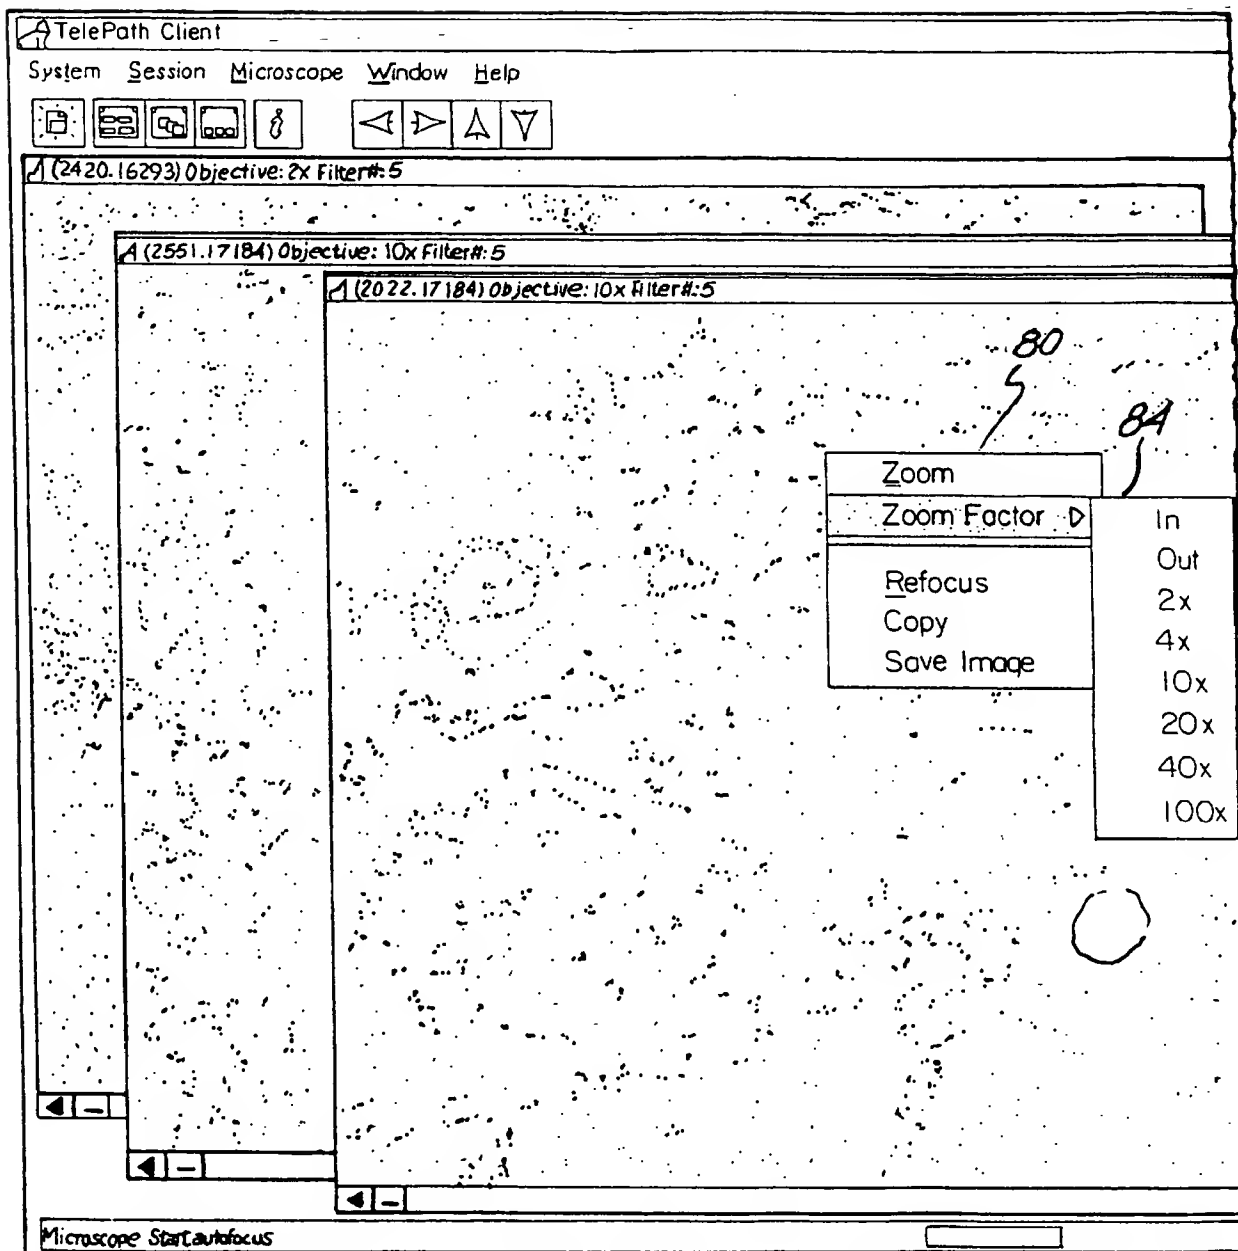 TelePath Client
System Session Microscope Window Help
(2420.16293) Objective: 2x Filter#: 5
(2551.17184) Objective: 10x Filter#: 5
(2022.17184) Objective: 10x Filter#: 5
80
84
Zoom
Zoom Factor
Refocus
Copy
Save Image
In
Out
2x
4x
10x
20x
40x
100x
Microscope Start autofocus